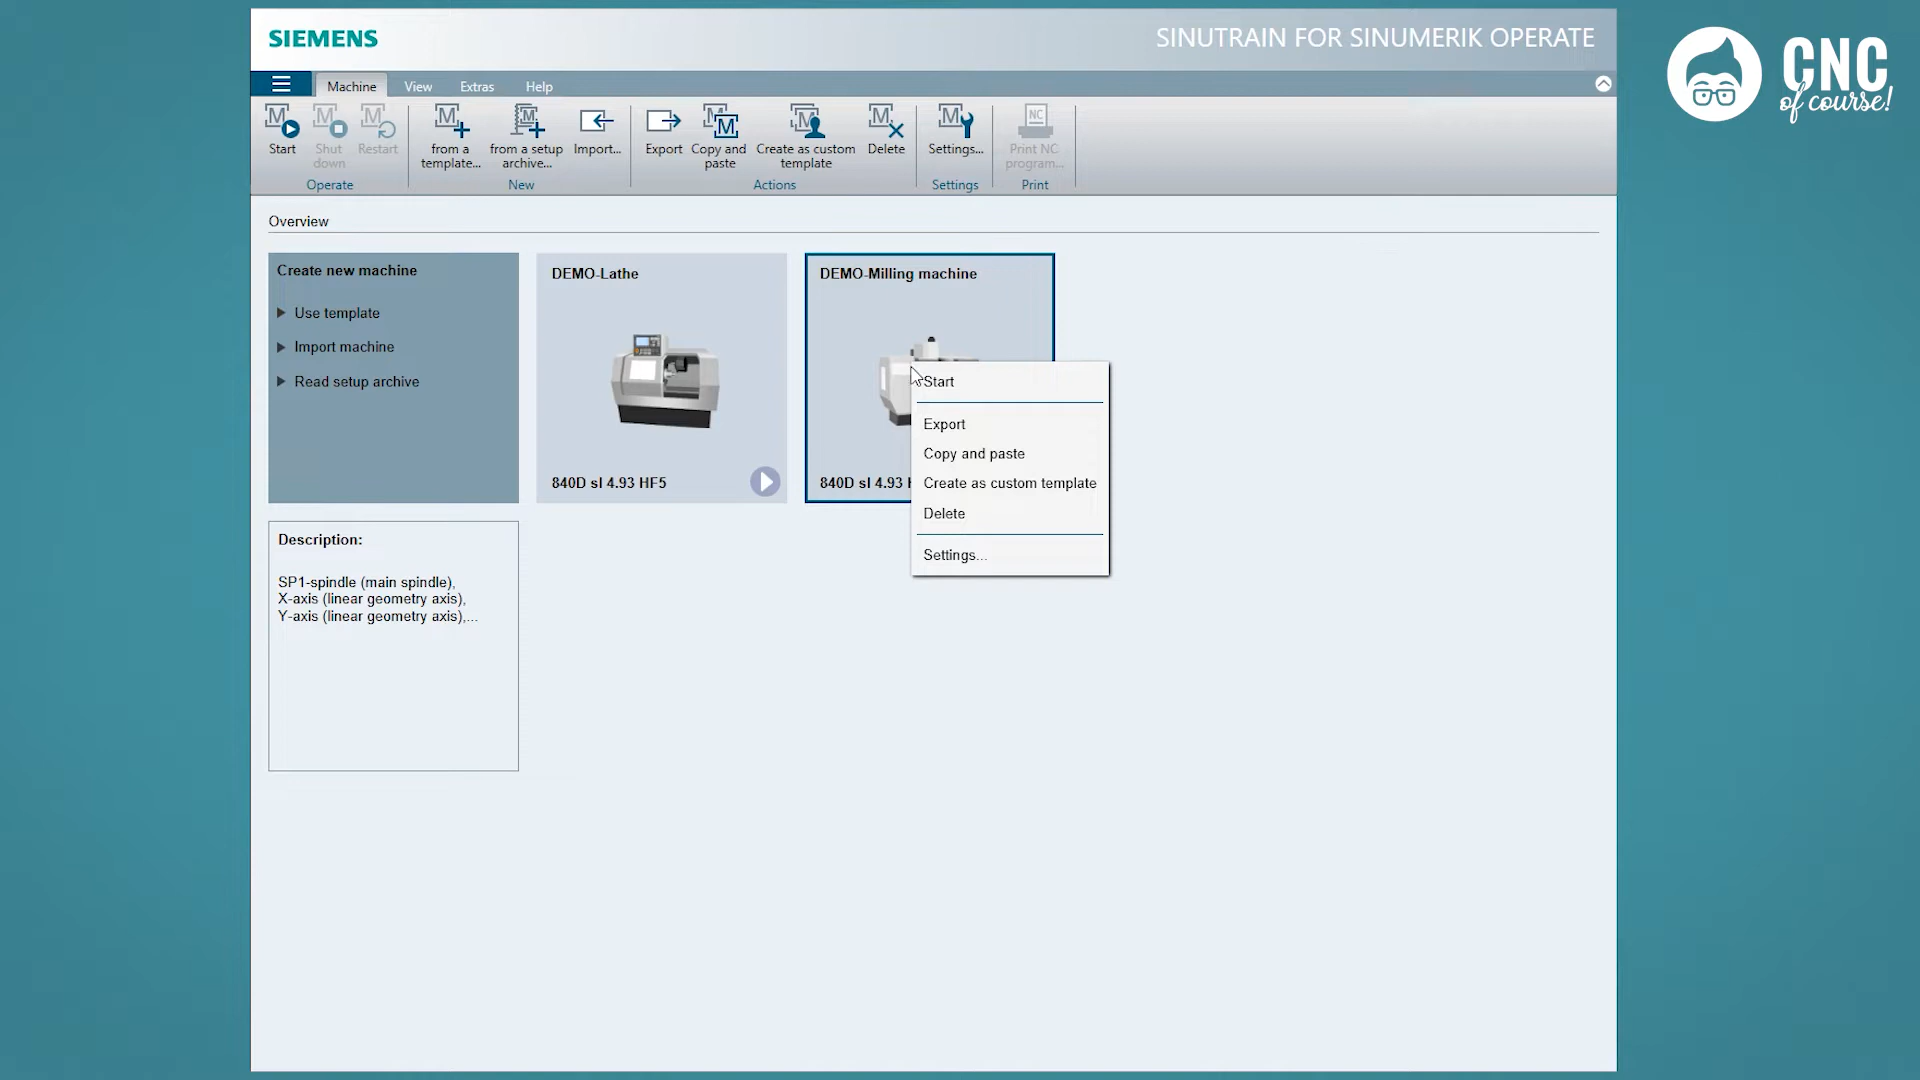 SIEMENS
SINUTRAIN FOR SINUMERIK OPERATE
CNC
of course!
Machine
View
Extras
Help
Start
Shut
down
Restart
Operate
from a
template...
from a setup
archive...
Import...
New
Export
Copy and
paste
Create as custom
template
Delete
Actions
Settings...
Settings
NC
Print NC
program...
Print
Overview
Create new machine
Use template
Import machine
Read setup archive
DEMO-Lathe
840D sl 4.93 HF5
DEMO-Milling machine
840D sl 4.93
Start
Export
Copy and paste
Create as custom template
Delete
Settings...
Description:
SP1-spindle (main spindle),
X-axis (linear geometry axis),
Y-axis (linear geometry axis),...